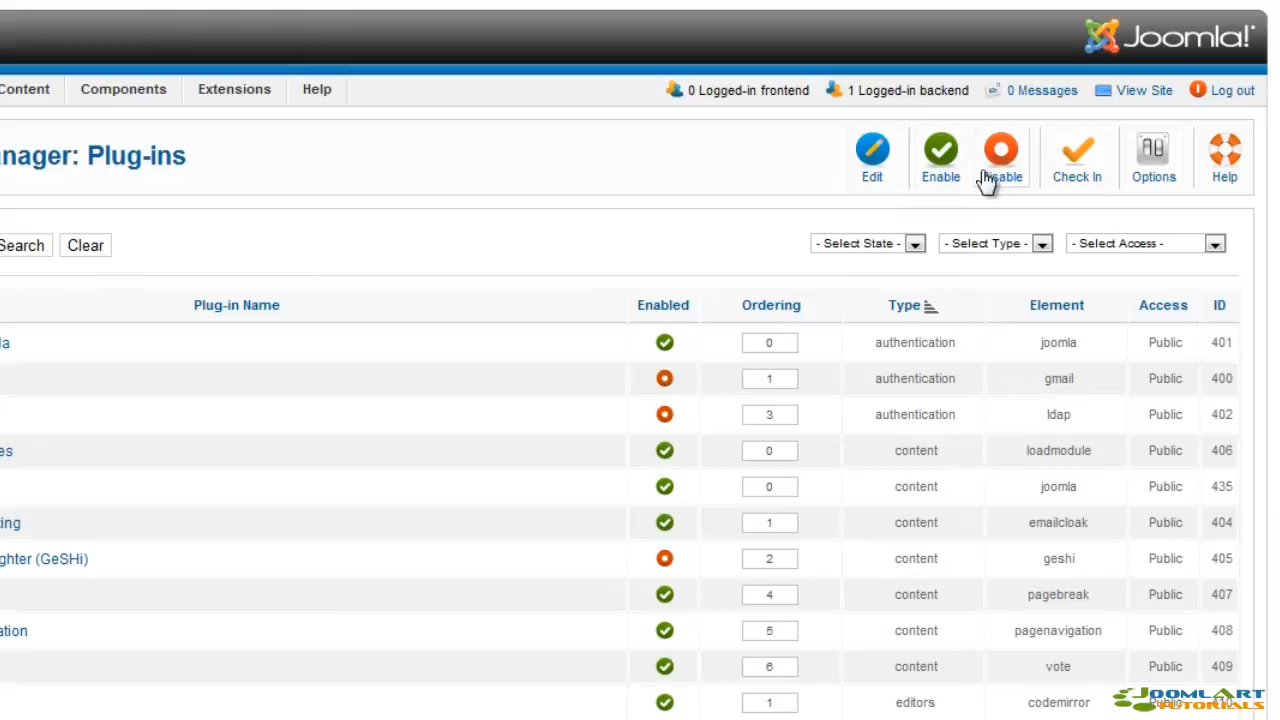 Joomla!
Content Components Extensions Help 0 Logged-in frontend 1 Logged-in backend 0 Messages View Site Log out
nager: Plug-ins
Edit Enable Disable Check In Options Help
Search Clear - Select State - - Select Type - - Select Access -
Plug-in Name Enabled Ordering Type Element Access ID
la 0 authentication joomla Public 401
1 authentication gmail Public 400
3 authentication ldap Public 402
es 0 content loadmodule Public 406
0 content joomla Public 435
ting 1 content emailcloak Public 404
ghter (GeSHi) 2 content geshi Public 405
4 content pagebreak Public 407
ation 5 content pagenavigation Public 408
6 content vote Public 409
1 editors codemirror Public 410
JOOMLART
TUTORIALS